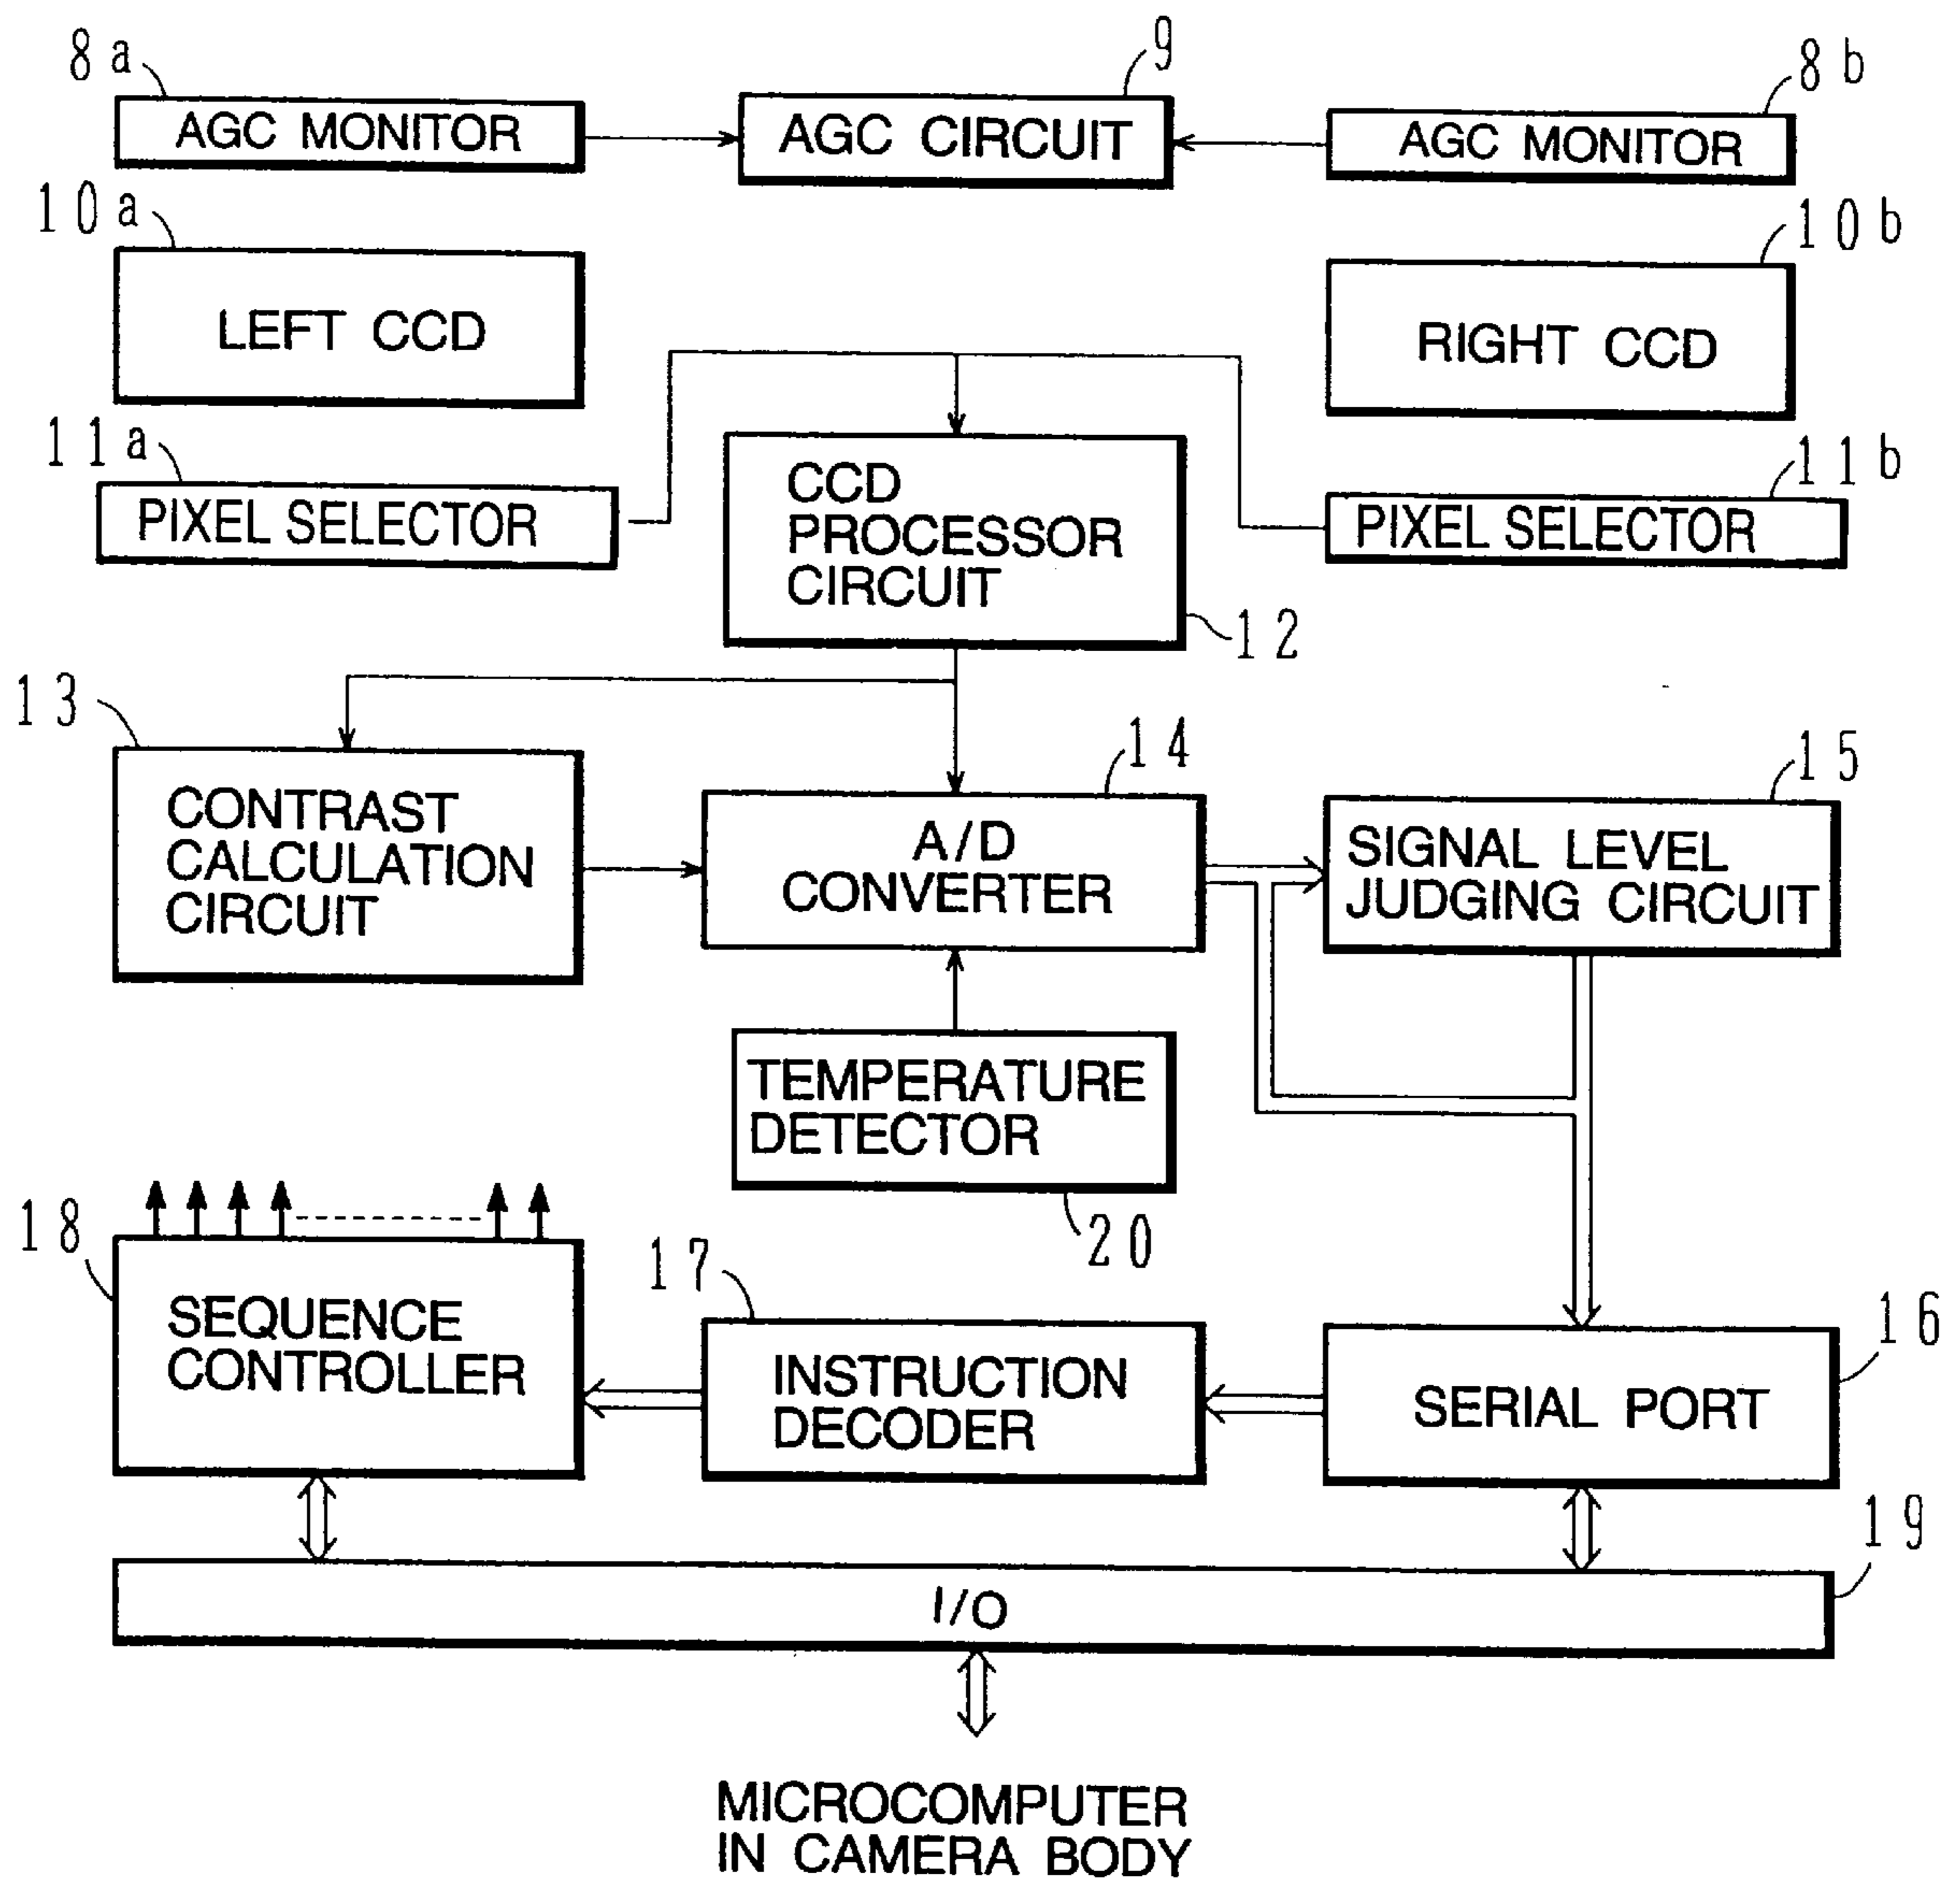 8a
9
8b
AGC MONITOR
AGC CIRCUIT
AGC MONITOR
10a
10b
LEFT CCD
RIGHT CCD
11a
11b
PIXEL SELECTOR
CCD
PROCESSOR
CIRCUIT
PIXEL SELECTOR
12
13
14
15
CONTRAST
CALCULATION
CIRCUIT
A/D
CONVERTER
SIGNAL LEVEL
JUDGING CIRCUIT
TEMPERATURE
DETECTOR
20
18
17
16
SEQUENCE
CONTROLLER
INSTRUCTION
DECODER
SERIAL PORT
19
I/O
MICROCOMPUTER
IN CAMERA BODY